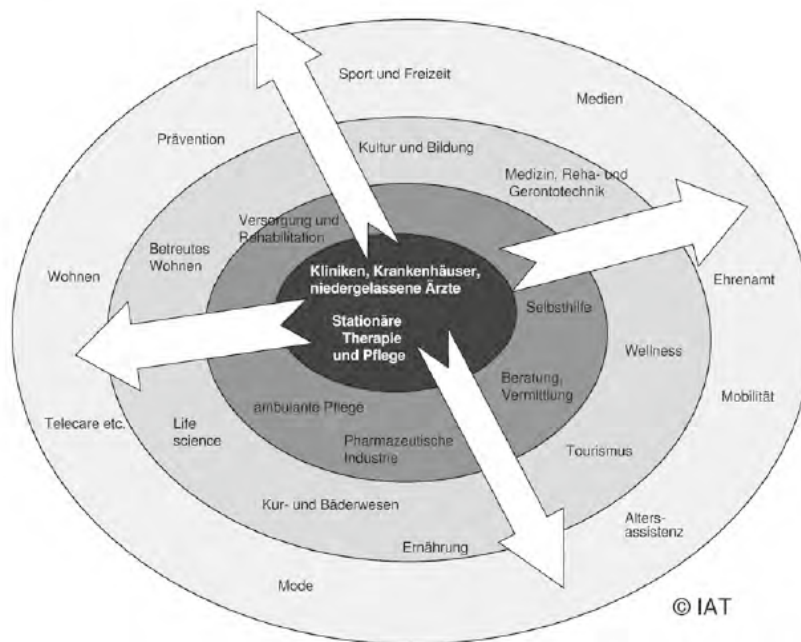 Sport und Freizeit
Medien
Prävention
Kultur und Bildung
Medizin, Reha- und
Gerontotechnik
Versorgung und
Rehabilitation
Betreutes
Wohnen
Wohnen
Kliniken, Krankenhäuser,
niedergelassene Ärzte
Ehrenamt
Selbsthilfe
Stationäre
Therapie
und Pflege
Wellness
Beratung,
Vermittlung
Mobilität
ambulante Pflege
Telecare etc.
Life
science
Pharmazeutische
Industrie
Tourismus
Kur- und Bäderwesen
Alters-
assistenz
Ernährung
Mode
© IAT